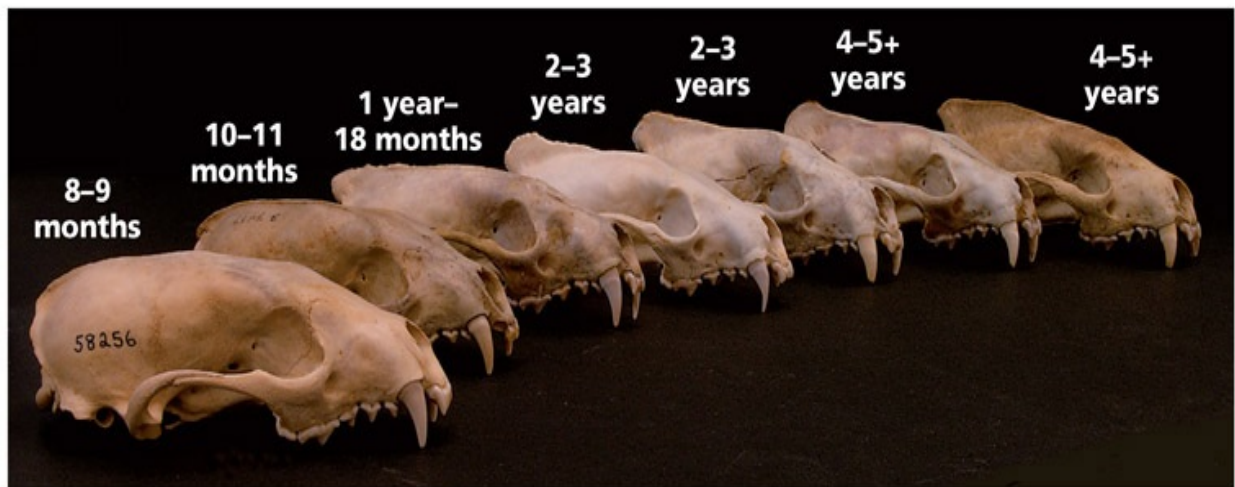 8–9
months
10–11
months
1 year–
18 months
2–3
years
2–3
years
4–5+
years
4–5+
years
58256